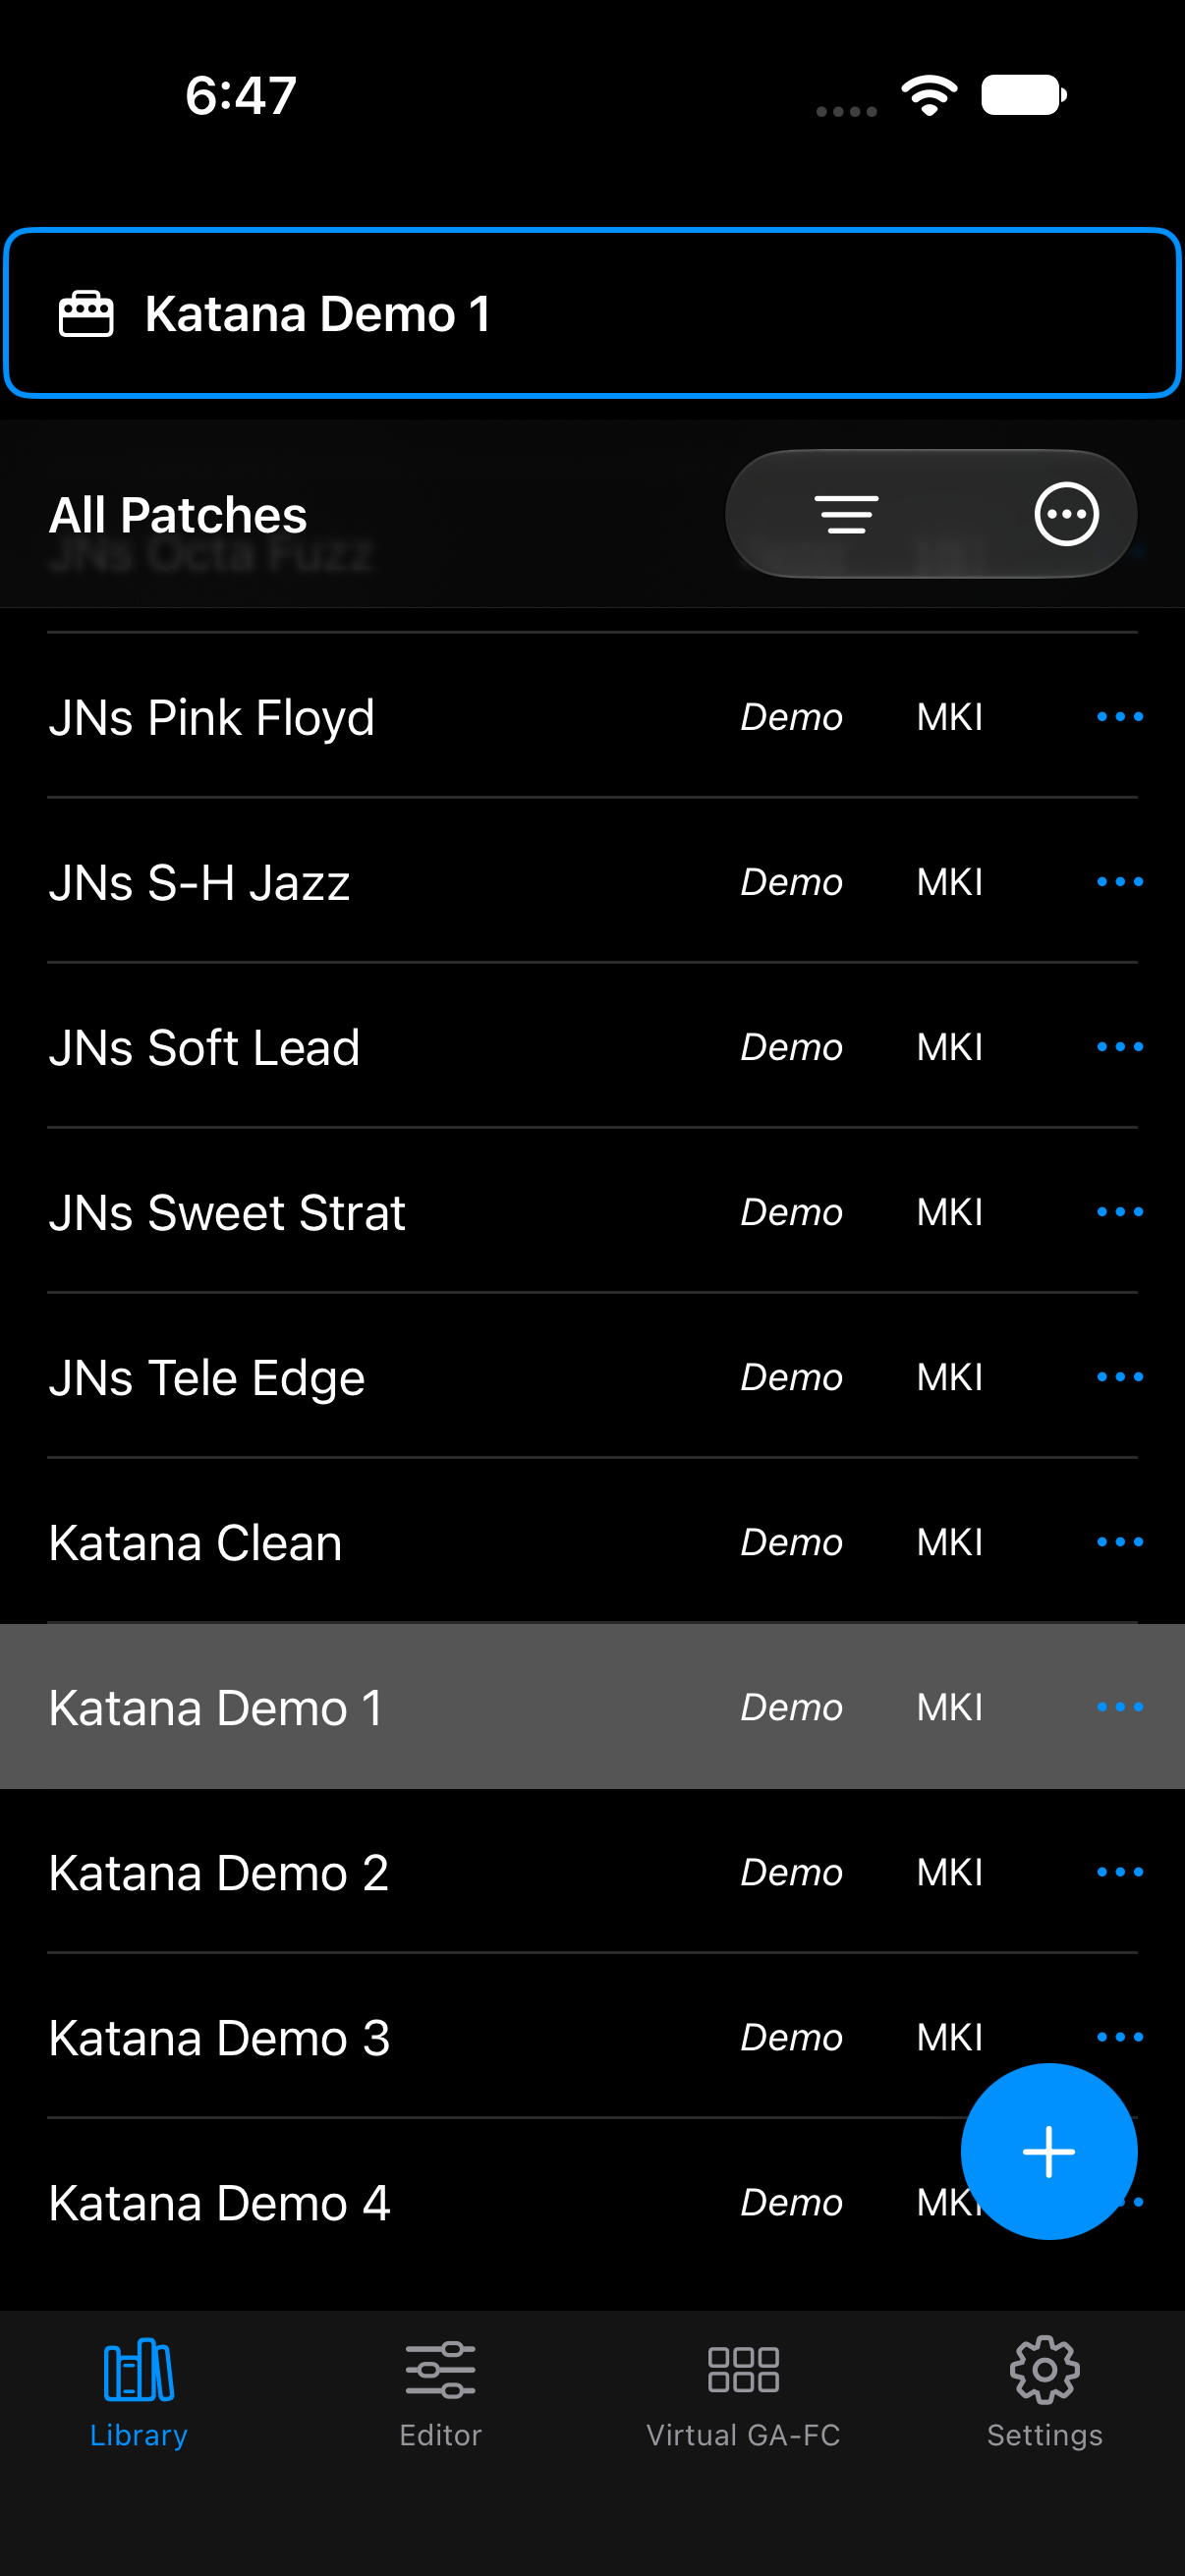 6:47
Katana Demo 1
All Patches
JNs Octa Fuzz
JNs Pink Floyd Demo MKI
JNs S-H Jazz Demo MKI
JNs Soft Lead Demo MKI
JNs Sweet Strat Demo MKI
JNs Tele Edge Demo MKI
Katana Clean Demo MKI
Katana Demo 1 Demo MKI
Katana Demo 2 Demo MKI
Katana Demo 3 Demo MKI
Katana Demo 4 Demo
Library Editor Virtual GA-FC Settings